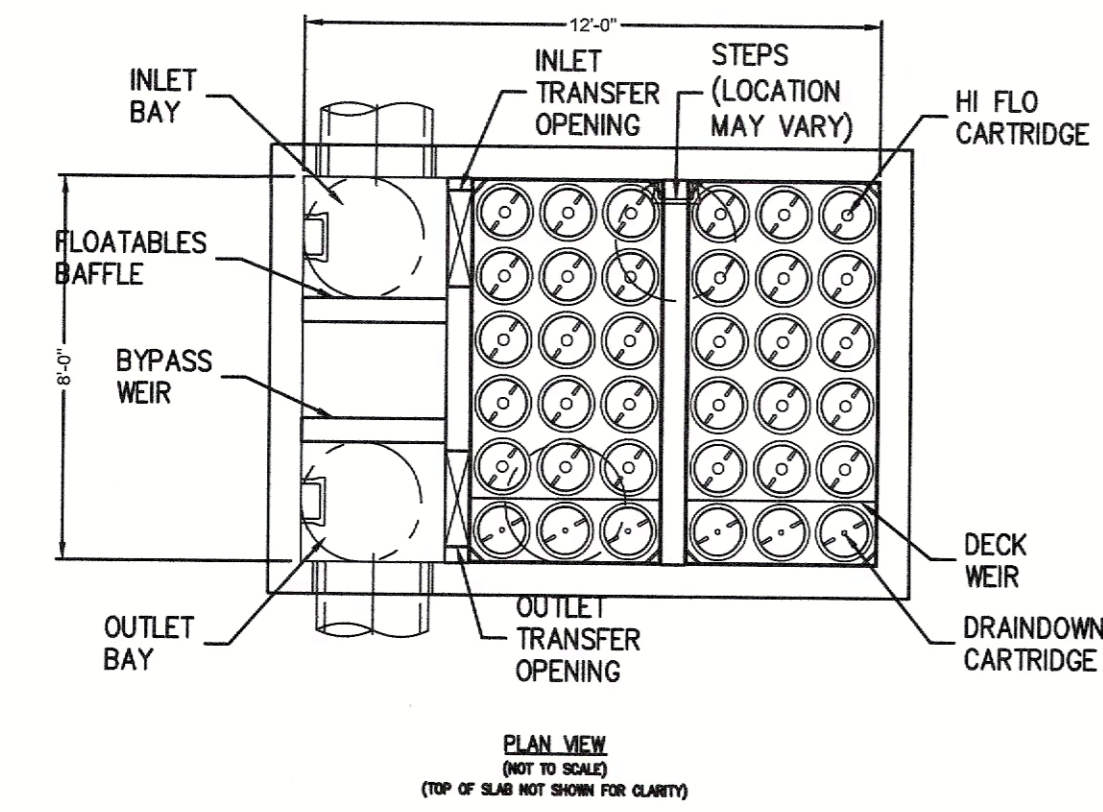 12'-0"
INLET
BAY
INLET
TRANSFER
OPENING
STEPS
(LOCATION
MAY VARY)
HI FLO
CARTRIDGE
FLOATABLES
BAFFLE
8'-0"
BYPASS
WEIR
OUTLET
BAY
OUTLET
TRANSFER
OPENING
DECK
WEIR
DRAINDOWN
CARTRIDGE
PLAN VIEW
(NOT TO SCALE)
(TOP OF SLAB NOT SHOWN FOR CLARITY)